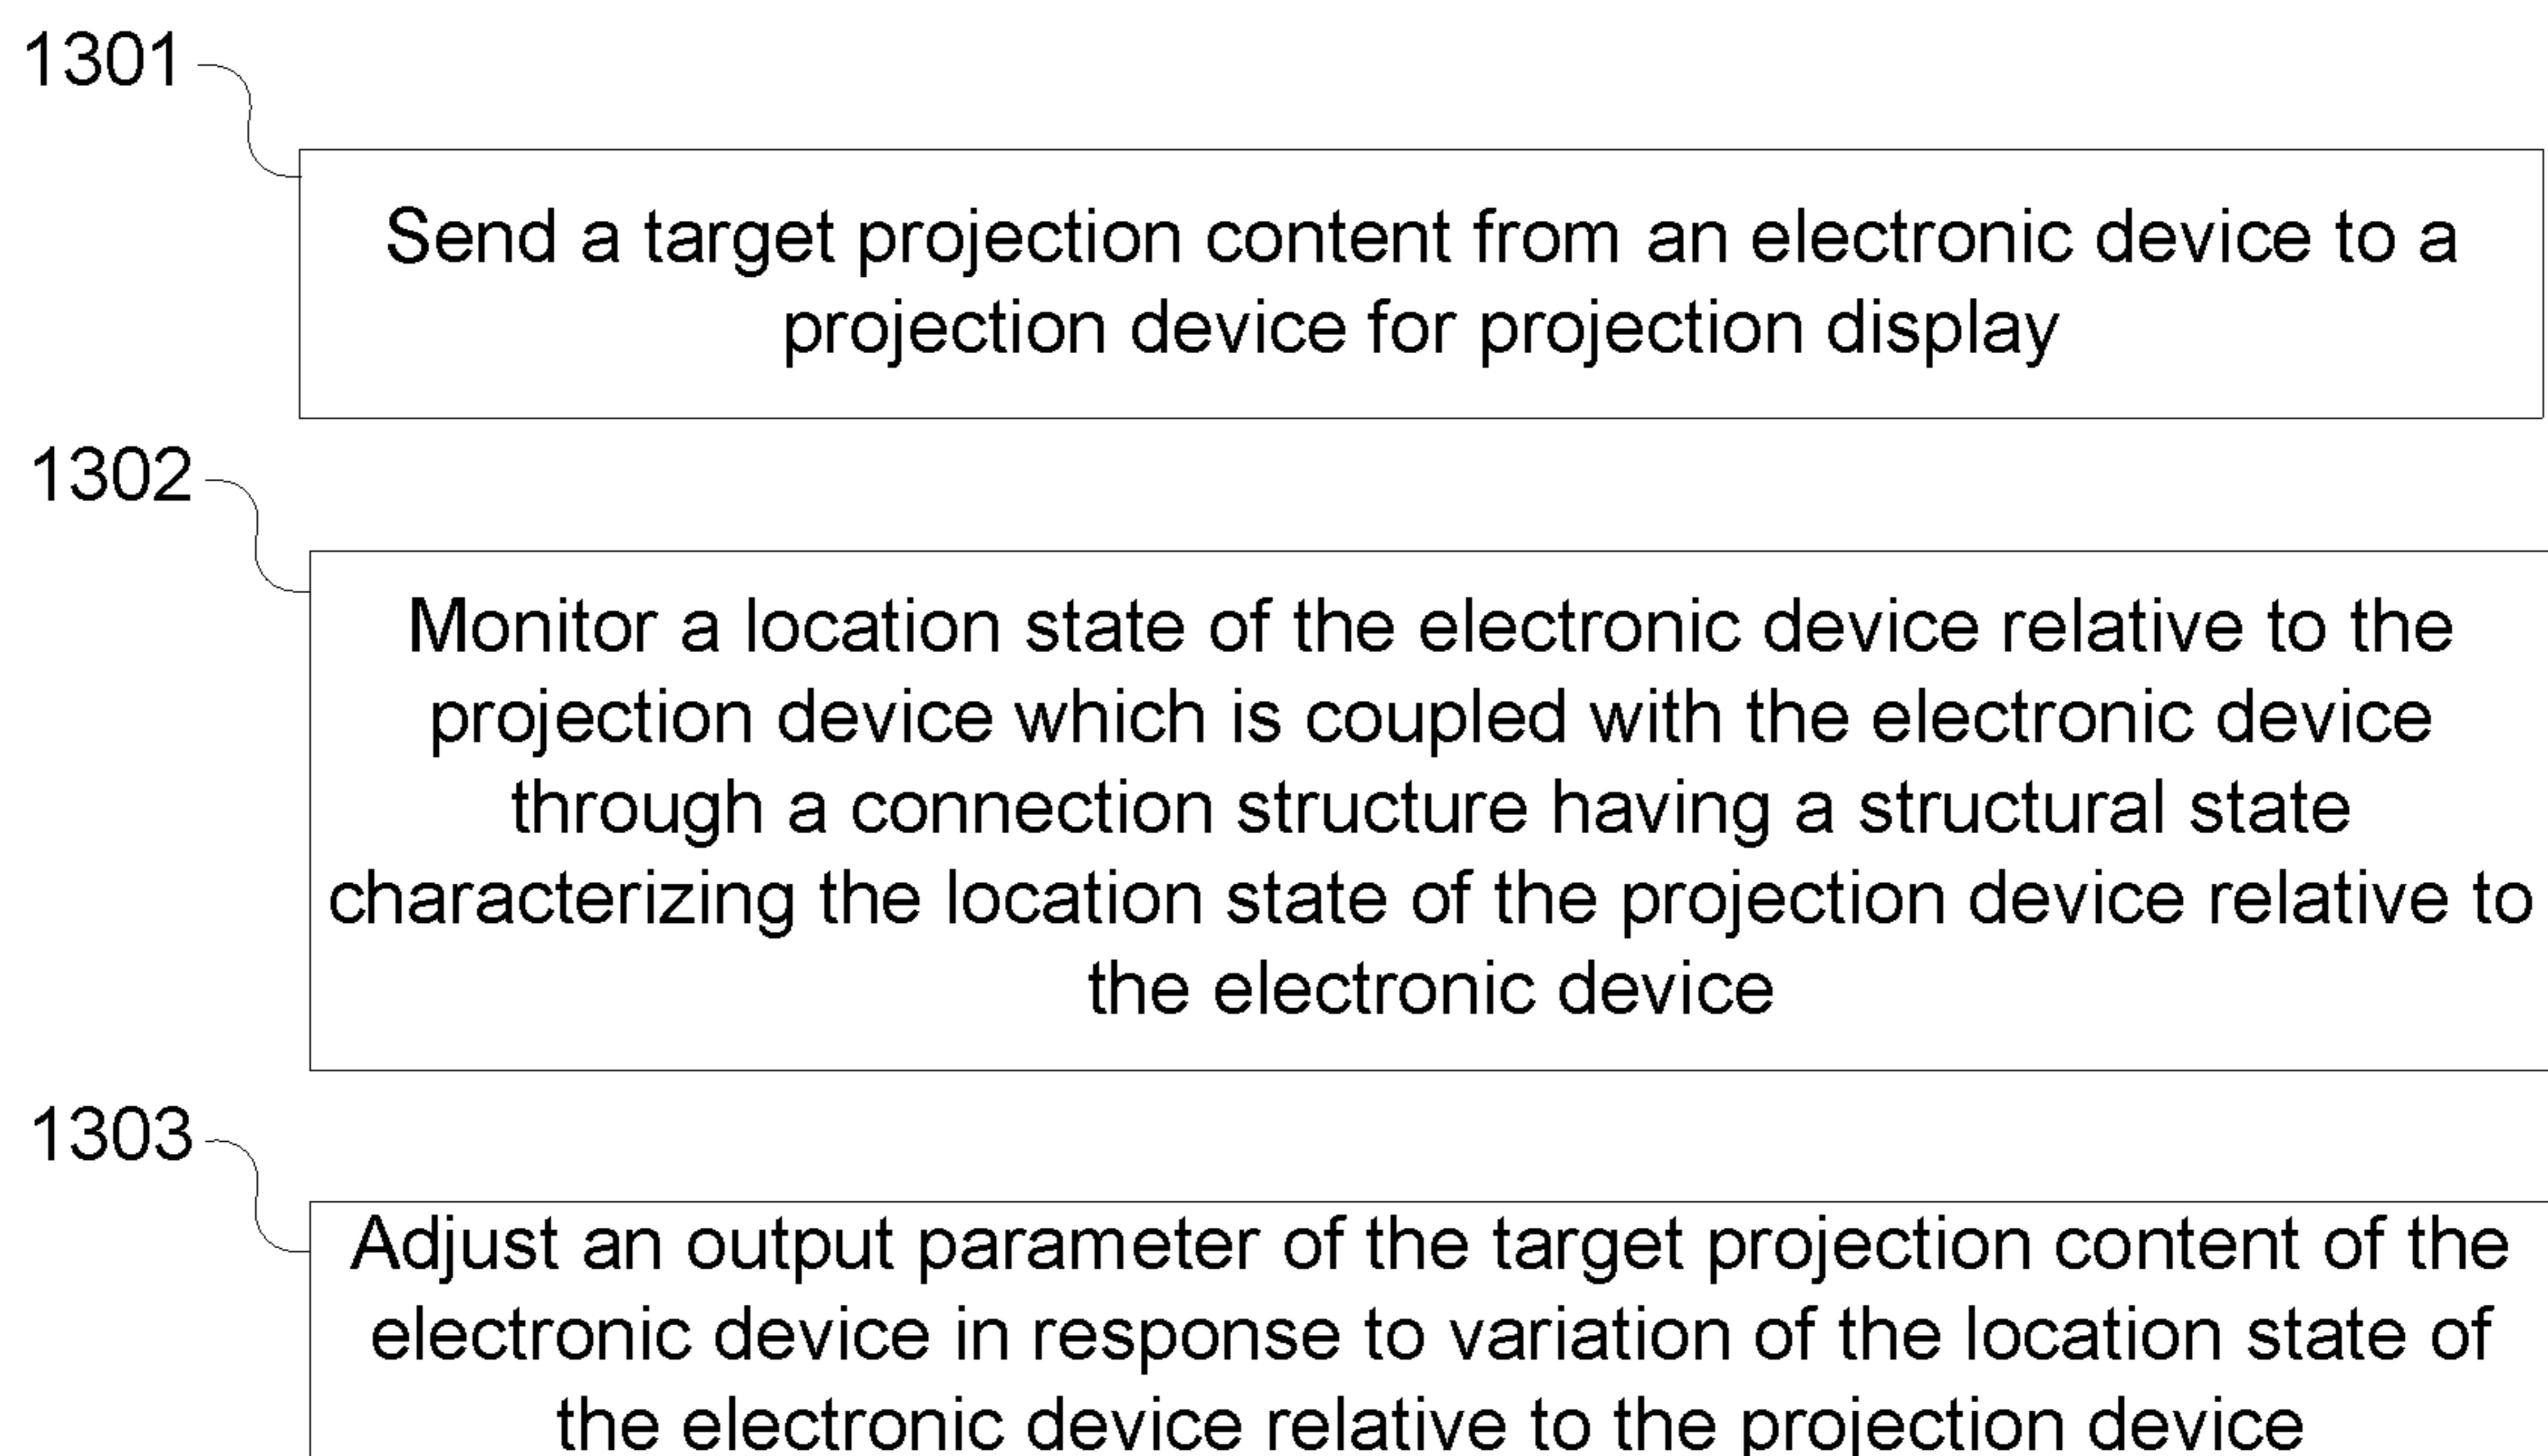 1301
Send a target projection content from an electronic device to a
projection device for projection display
1302
Monitor a location state of the electronic device relative to the
projection device which is coupled with the electronic device
through a connection structure having a structural state
characterizing the location state of the projection device relative to
the electronic device
1303
Adjust an output parameter of the target projection content of the
electronic device in response to variation of the location state of
the electronic device relative to the projection device